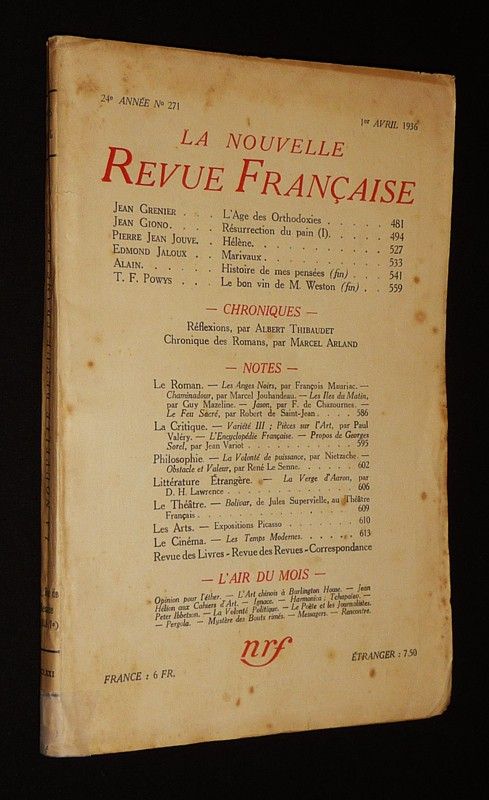 24e ANNÉE No 271
1er AVRIL 1936
LA NOUVELLE
REVUE FRANÇAISE
JEAN GRENIER . . . L'Age des Orthodoxies . . . . . 481
JEAN GIONO. . . . Résurrection du pain (I). . . . . 494
PIERRE JEAN JOUVE. . Hélène. . . . . . . . . . 527
EDMOND JALOUX . . Marivaux . . . . . . . . . 533
ALAIN. . . . . . Histoire de mes pensées (fin) . . . 541
T. F. POWYS . . . Le bon vin de M. Weston (fin) . . 559
— CHRONIQUES —
Réflexions, par ALBERT THIBAUDET
Chronique des Romans, par MARCEL ARLAND
— NOTES —
Le Roman. — Les Anges Noirs, par François Mauriac. —
Chaminadour, par Marcel Jouhandeau. — Les Iles du Matin,
par Guy Mazeline. — Jason, par F. de Chazournes. —
Le Feu Sacré, par Robert de Saint-Jean . . . . 586
La Critique. — Variété III ; Pièces sur l'Art, par Paul
Valéry. — L'Encyclopédie Française. — Propos de Georges
Sorel, par Jean Variot . . . . . . . . . . 595
Philosophie. — La Volonté de puissance, par Nietzsche. —
Obstacle et Valeur, par René Le Senne. . . . . . . 602
Littérature Étrangère. — La Verge d'Aaron, par
D. H. Lawrence . . . . . . . . . . . . 606
Le Théâtre. — Bolivar, de Jules Supervielle, au Théâtre
Français . . . . . . . . . . . . . . 609
Les Arts. — Expositions Picasso . . . . . . . 610
Le Cinéma. — Les Temps Modernes. . . . . . . 613
Revue des Livres - Revue des Revues - Correspondance
— L'AIR DU MOIS —
Opinion pour l'éther. — L'Art chinois à Burlington House. — Jean
Hélion aux Cahiers d'Art. — Ignace. — Harmonica ; Tchapaïev. —
Peter Ibbetson. — La Volonté Politique. — Le Poète et les Journalistes.
— Pergola. — Mystère des Bouts rimés. — Messagers. — Rencontre.
nrf
FRANCE : 6 FR.
ÉTRANGER : 7,50